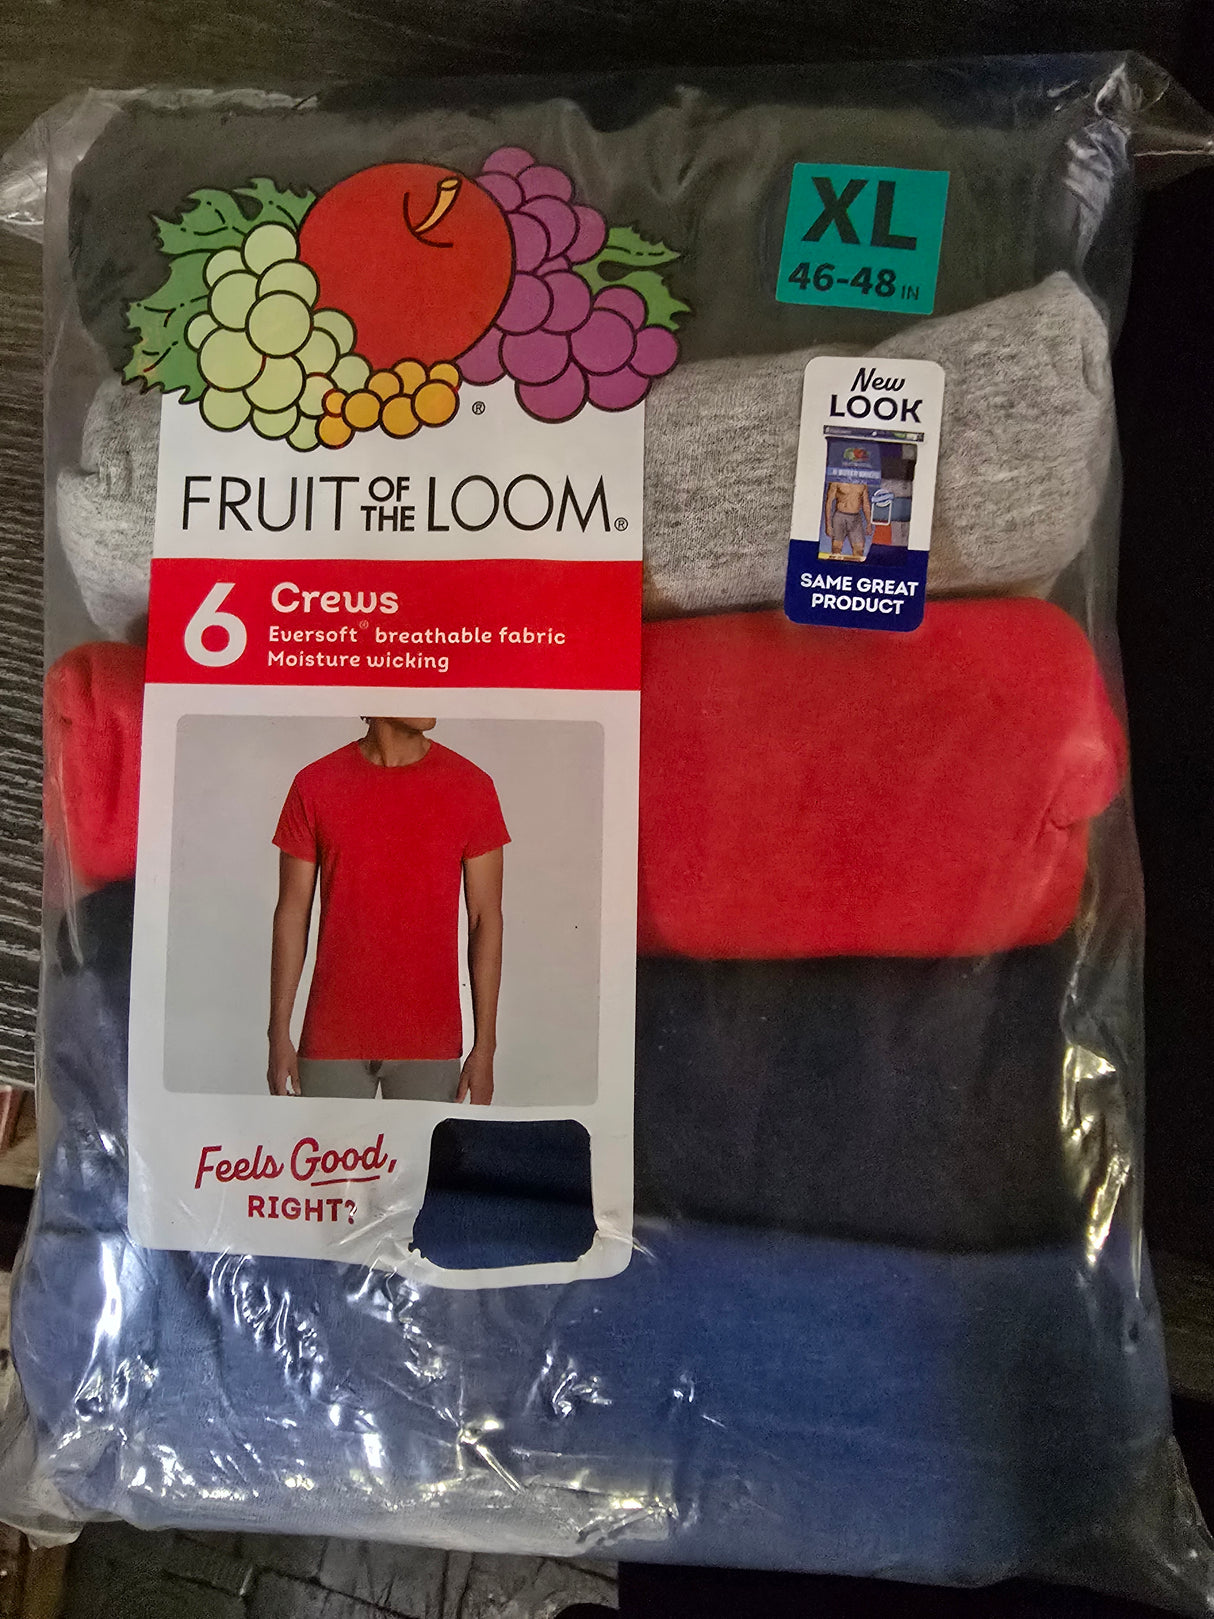 XL
46-48 IN
®
New
LOOK
FRUIT OF THE LOOM®
SAME GREAT
PRODUCT
6 Crews
Eversoft® breathable fabric
Moisture wicking
Feels Good,
RIGHT?